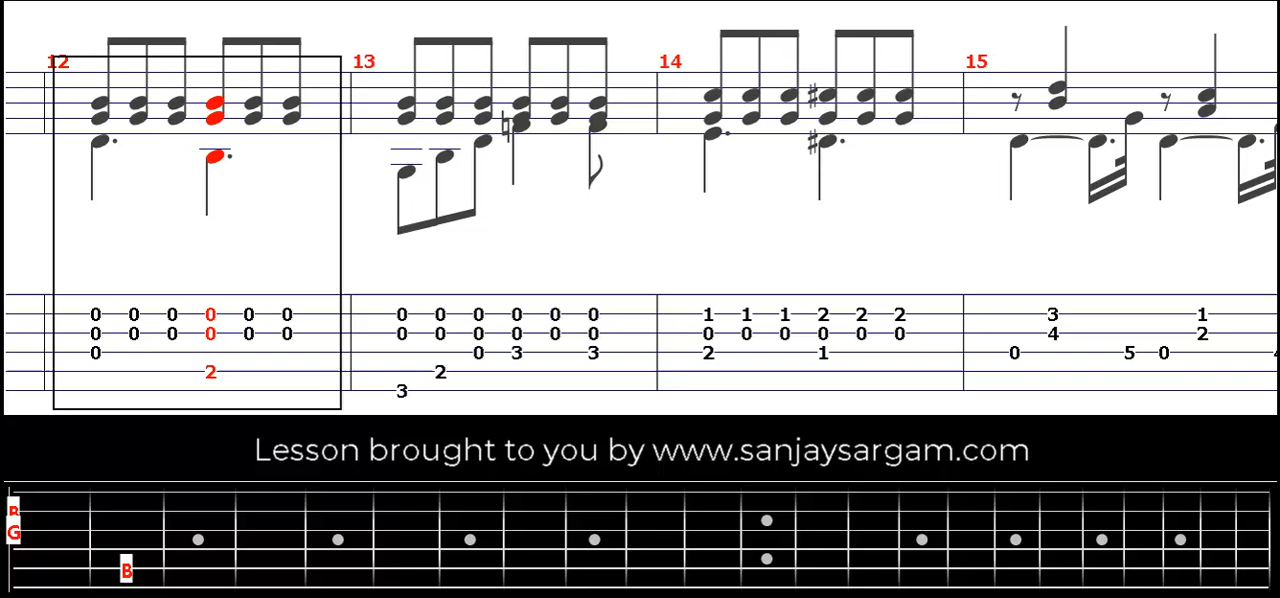 12 13 14 15
0 0 0 0 0 0 0 0 0 0 0 0 1 1 1 2 2 2 3 1
0 0 0 0 0 0 0 0 0 0 0 0 0 0 0 0 0 0 4 2
0 0 3 3 2 1 0 5 0
2 2
3
Lesson brought to you by www.sanjaysargam.com
B
G
B